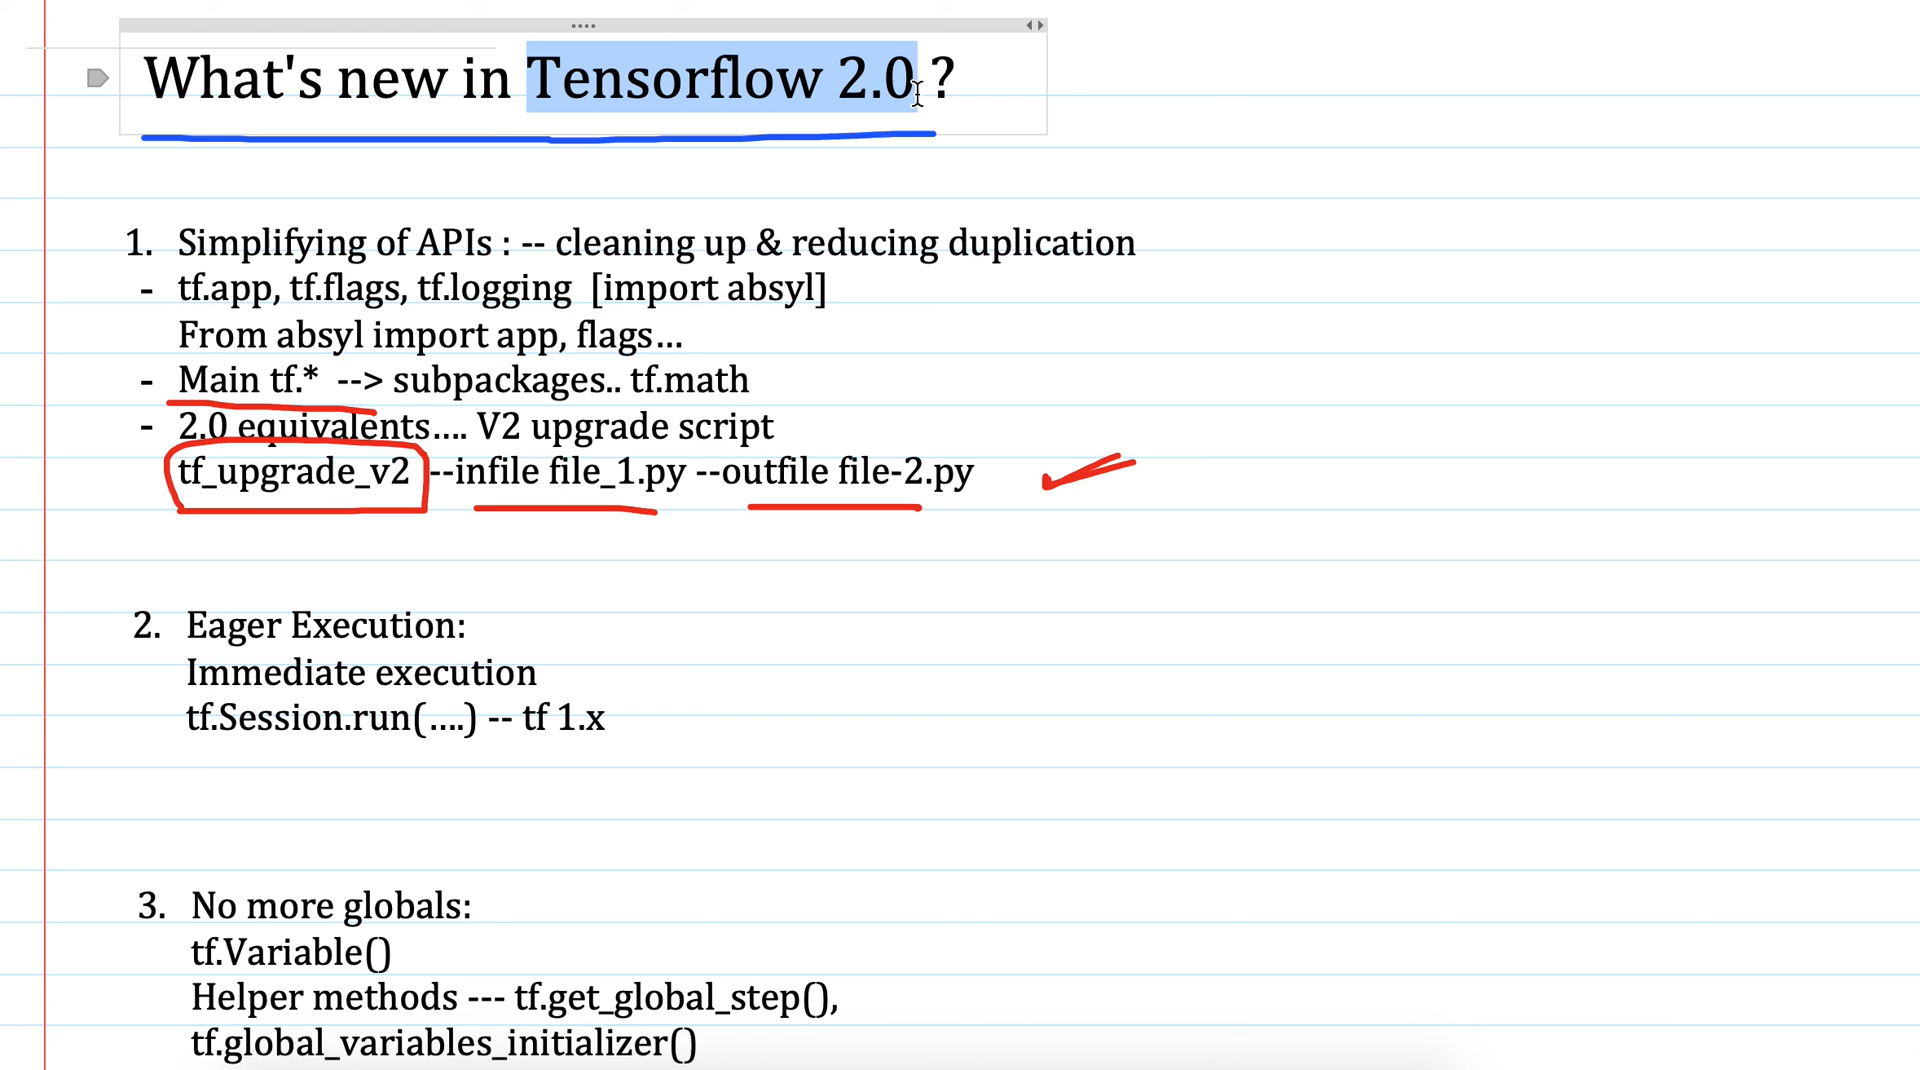 What's new in Tensorflow 2.0 ?
1. Simplifying of APIs : -- cleaning up & reducing duplication
- tf.app, tf.flags, tf.logging [import absyl]
From absyl import app, flags...
- Main tf.* --> subpackages.. tf.math
- 2.0 equivalents.... V2 upgrade script
tf_upgrade_v2 --infile file_1.py --outfile file-2.py
2. Eager Execution:
Immediate execution
tf.Session.run(....) -- tf 1.x
3. No more globals:
tf.Variable()
Helper methods --- tf.get_global_step(),
tf.global_variables_initializer()